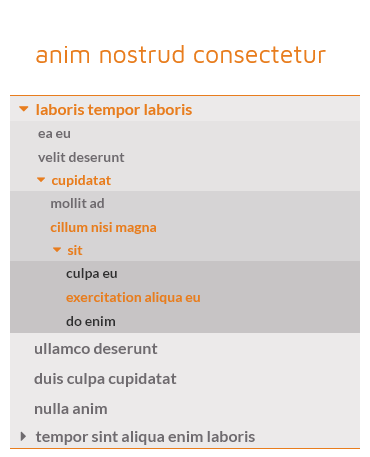 anim nostrud consectetur
laboris tempor laboris
ea eu
velit deserunt
cupidatat
mollit ad
cillum nisi magna
sit
culpa eu
exercitation aliqua eu
do enim
ullamco deserunt
duis culpa cupidatat
nulla anim
tempor sint aliqua enim laboris